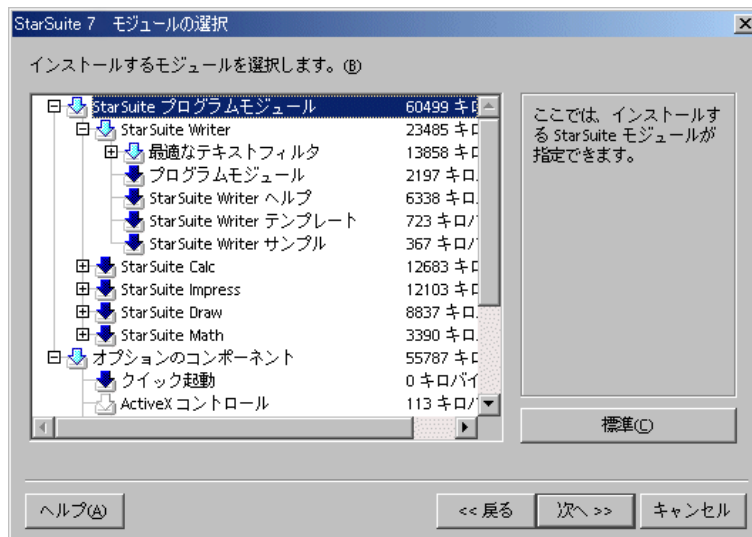 StarSuite 7 モジュールの選択
インストールするモジュールを選択します。(B)
StarSuite プログラムモジュール 60499 キロ
StarSuite Writer 23485 キロ
最適なテキストフィルタ 13858 キロ
プログラムモジュール 2197 キロ
StarSuite Writer ヘルプ 6338 キロ
StarSuite Writer テンプレート 723 キロバ
StarSuite Writer サンプル 367 キロバ
StarSuite Calc 12683 キロ
StarSuite Impress 12103 キロ
StarSuite Draw 8837 キロ
StarSuite Math 3390 キロ
オプションのコンポーネント 55787 キロ
クイック起動 0 キロバイ
ActiveX コントロール 113 キロバ
ここでは、インストールす
る StarSuite モジュールが
指定できます。
標準(C)
ヘルプ(A)
<< 戻る
次へ >>
キャンセル